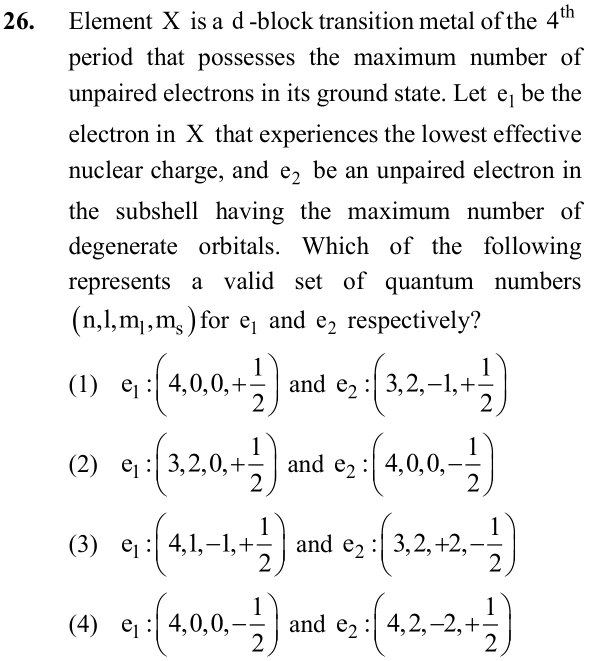 26. Element X is a d-block transition metal of the 4th
period that possesses the maximum number of
unpaired electrons in its ground state. Let e₁ be the
electron in X that experiences the lowest effective
nuclear charge, and e₂ be an unpaired electron in
the subshell having the maximum number of
degenerate orbitals. Which of the following
represents a valid set of quantum numbers
(n,l,mₗ,mₛ) for e₁ and e₂ respectively?
(1) e₁ : (4,0,0,+1/2) and e₂ : (3,2,−1,+1/2)
(2) e₁ : (3,2,0,+1/2) and e₂ : (4,0,0,−1/2)
(3) e₁ : (4,1,−1,+1/2) and e₂ : (3,2,+2,−1/2)
(4) e₁ : (4,0,0,−1/2) and e₂ : (4,2,−2,+1/2)